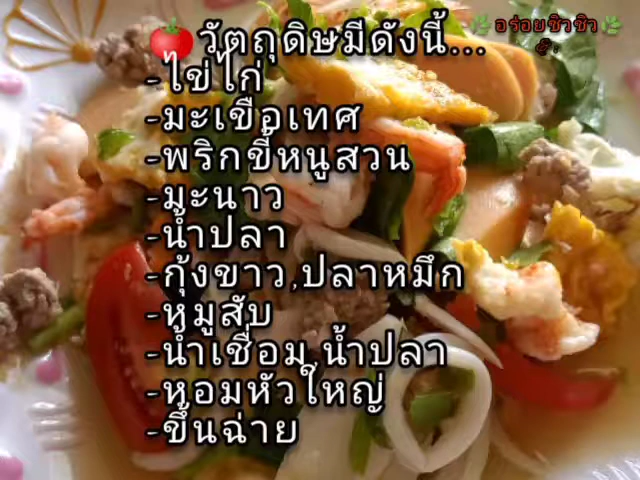 วัตถุดิษมีดังนี้...
อร่อยชิวชิว
-ไข่ไก่
-มะเขือเทศ
-พริกขี้หนูสวน
-มะนาว
-น้ำปลา
-กุ้งขาว,ปลาหมึก
-หมูสับ
-น้ำเชื่อม,น้ำปลา
-หอมหัวใหญ่
-ขึ้นฉ่าย